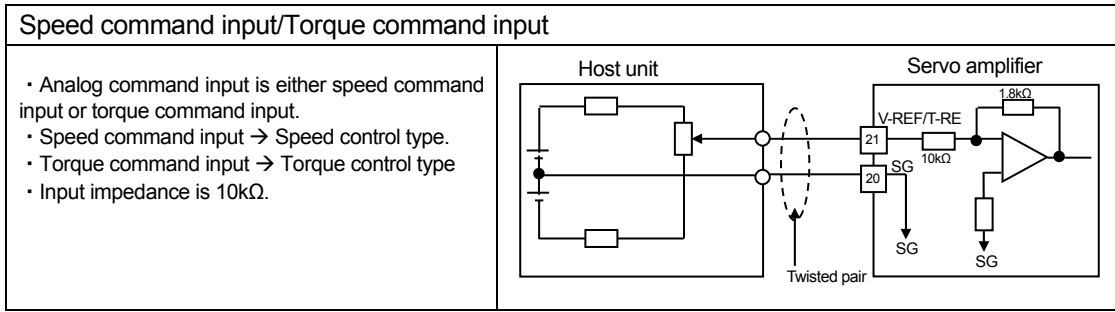 Speed command input/Torque command input
・Analog command input is either speed command
input or torque command input.
・Speed command input → Speed control type.
・Torque command input → Torque control type
・Input impedance is 10kΩ.
Host unit
Servo amplifier
1.8kΩ
V-REF/T-RE
21
10kΩ
SG
20
SG
SG
Twisted pair